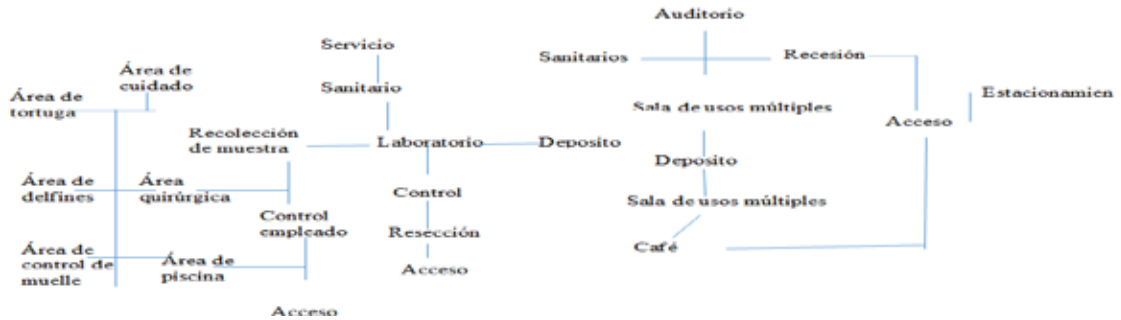 Auditorio
Servicio
Sanitarios
Recesión
Área de
cuidado
Sanitario
Área de
tortuga
Estacionamien
Sala de usos múltiples
Acceso
Recolección
de muestra
Laboratorio
Deposito
Deposito
Área de
delfines
Área
quirúrgica
Control
Sala de usos múltiples
Control
empleado
Resección
Café
Área de
control de
muelle
Área de
piscina
Acceso
Acceso